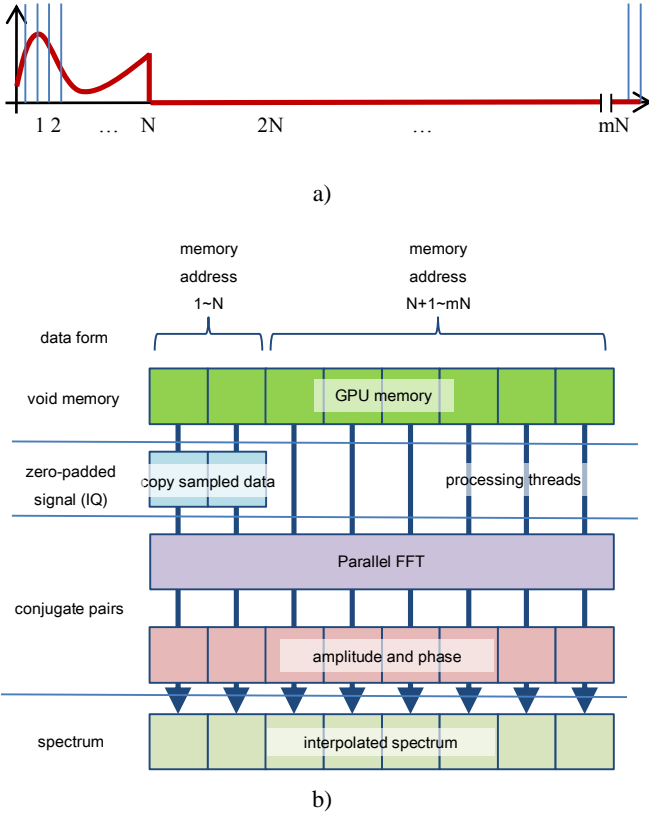 1 2 … N 2N … mN
a)
memory address 1~N
memory address N+1~mN
data form
void memory
GPU memory
zero-padded signal (IQ)
copy sampled data
processing threads
Parallel FFT
conjugate pairs
amplitude and phase
spectrum
interpolated spectrum
b)